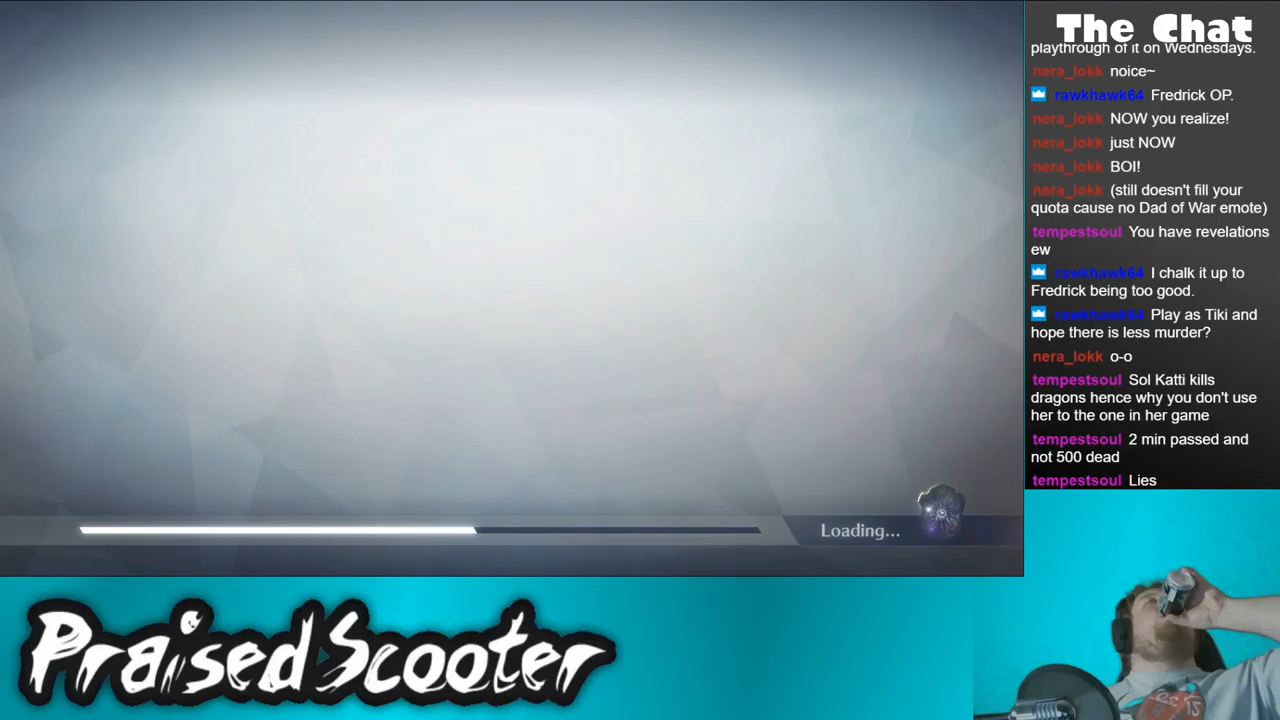 The Chat
playthrough of it on Wednesdays.
nera_lokk noice~
rawkhawk64 Fredrick OP.
nera_lokk NOW you realize!
nera_lokk just NOW
nera_lokk BOI!
nera_lokk (still doesn't fill your
quota cause no Dad of War emote)
tempestsoul You have revelations
ew
rawkhawk64 I chalk it up to
Fredrick being too good.
rawkhawk64 Play as Tiki and
hope there is less murder?
nera_lokk o-o
tempestsoul Sol Katti kills
dragons hence why you don't use
her to the one in her game
tempestsoul 2 min passed and
not 500 dead
tempestsoul Lies
Loading...
PraisedScooter